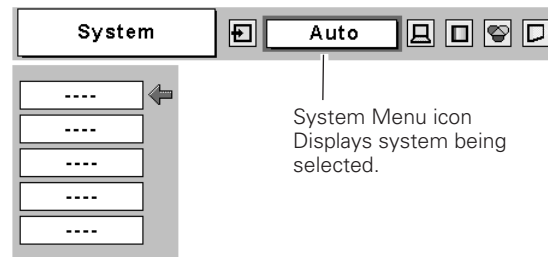 System
Auto
----
----
----
----
----
System Menu icon
Displays system being
selected.